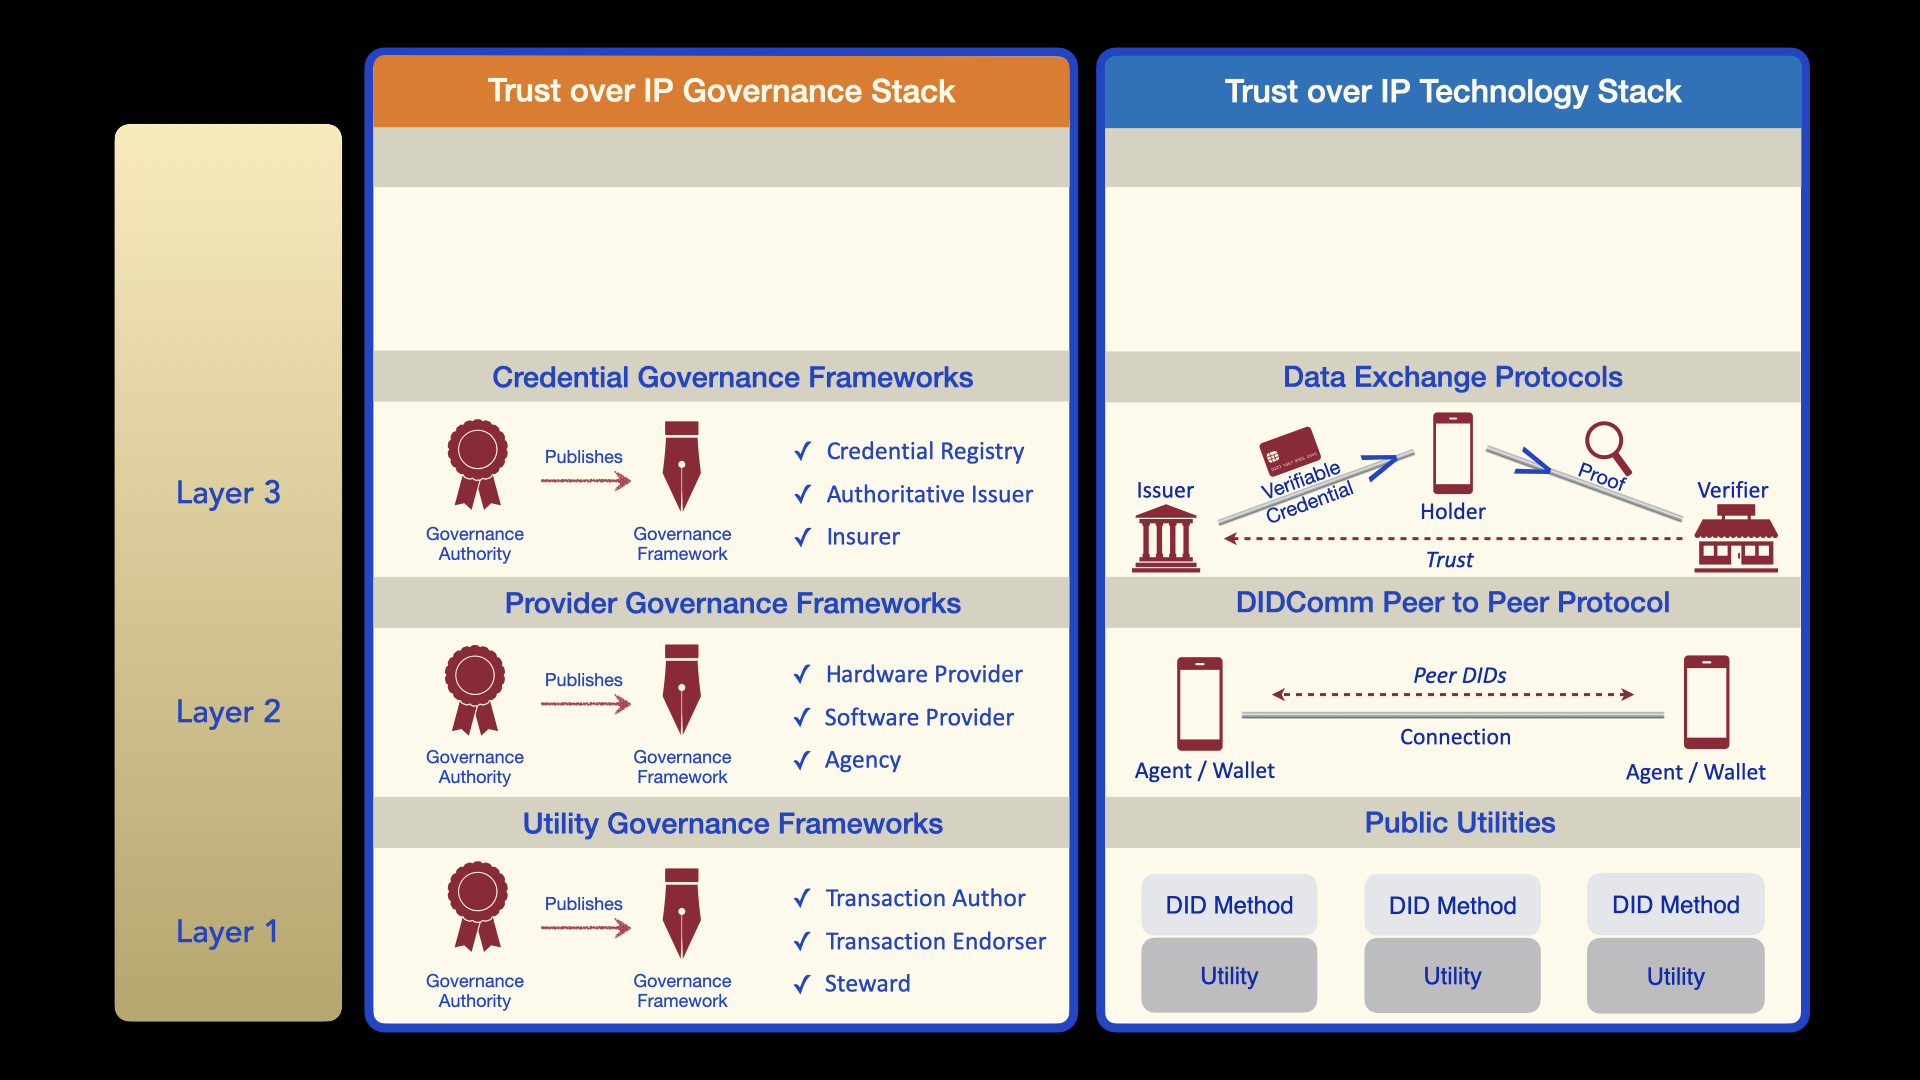 Trust over IP Governance Stack
Trust over IP Technology Stack
Layer 3
Credential Governance Frameworks
Governance
Authority
Publishes
Governance
Framework
✓ Credential Registry
✓ Authoritative Issuer
✓ Insurer
Data Exchange Protocols
Issuer
Verifiable
Credential
Holder
Proof
Verifier
Trust
Layer 2
Provider Governance Frameworks
Governance
Authority
Publishes
Governance
Framework
✓ Hardware Provider
✓ Software Provider
✓ Agency
DIDComm Peer to Peer Protocol
Peer DIDs
Connection
Agent / Wallet
Agent / Wallet
Layer 1
Utility Governance Frameworks
Governance
Authority
Publishes
Governance
Framework
✓ Transaction Author
✓ Transaction Endorser
✓ Steward
Public Utilities
DID Method
DID Method
DID Method
Utility
Utility
Utility